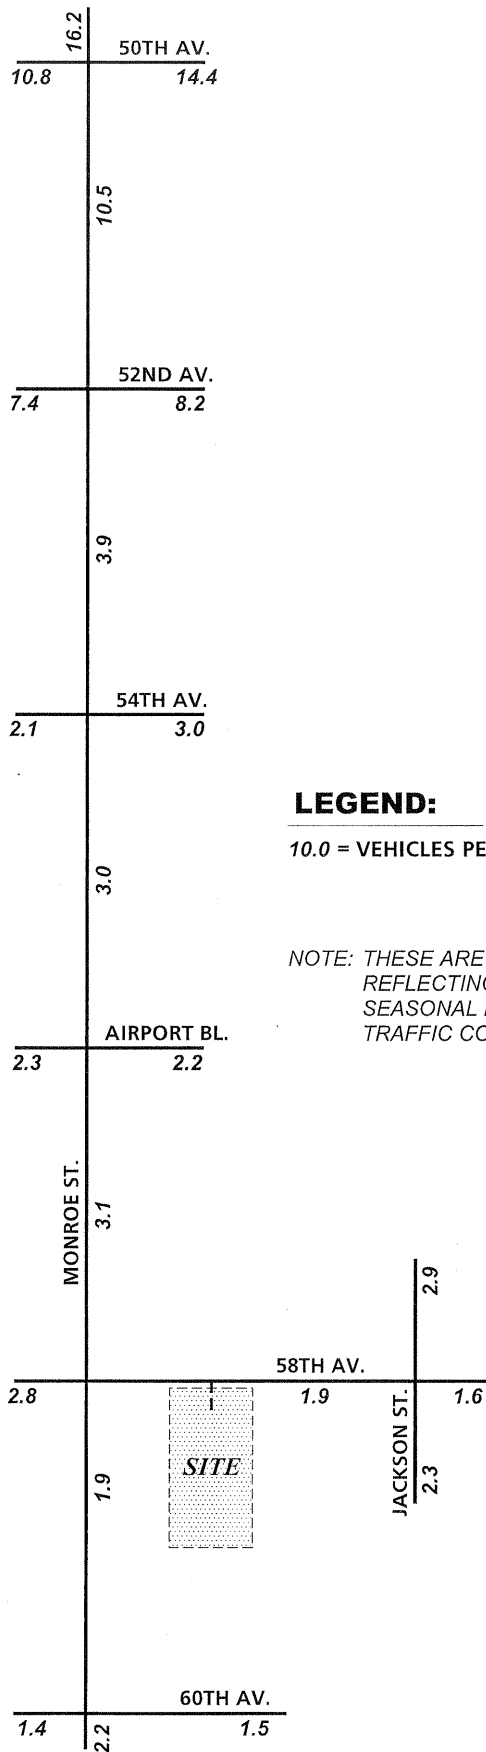 16.2
50TH AV.
10.8 14.4
10.5
52ND AV.
7.4 8.2
3.9
54TH AV.
2.1 3.0
LEGEND:
10.0 = VEHICLES PE
3.0
NOTE: THESE ARE
REFLECTING
SEASONAL
TRAFFIC CO
AIRPORT BL.
2.3 2.2
MONROE ST.
3.1
2.9
58TH AV.
2.8 1.9 1.6
JACKSON ST.
2.3
SITE
1.9
60TH AV.
1.4 1.5
2.2